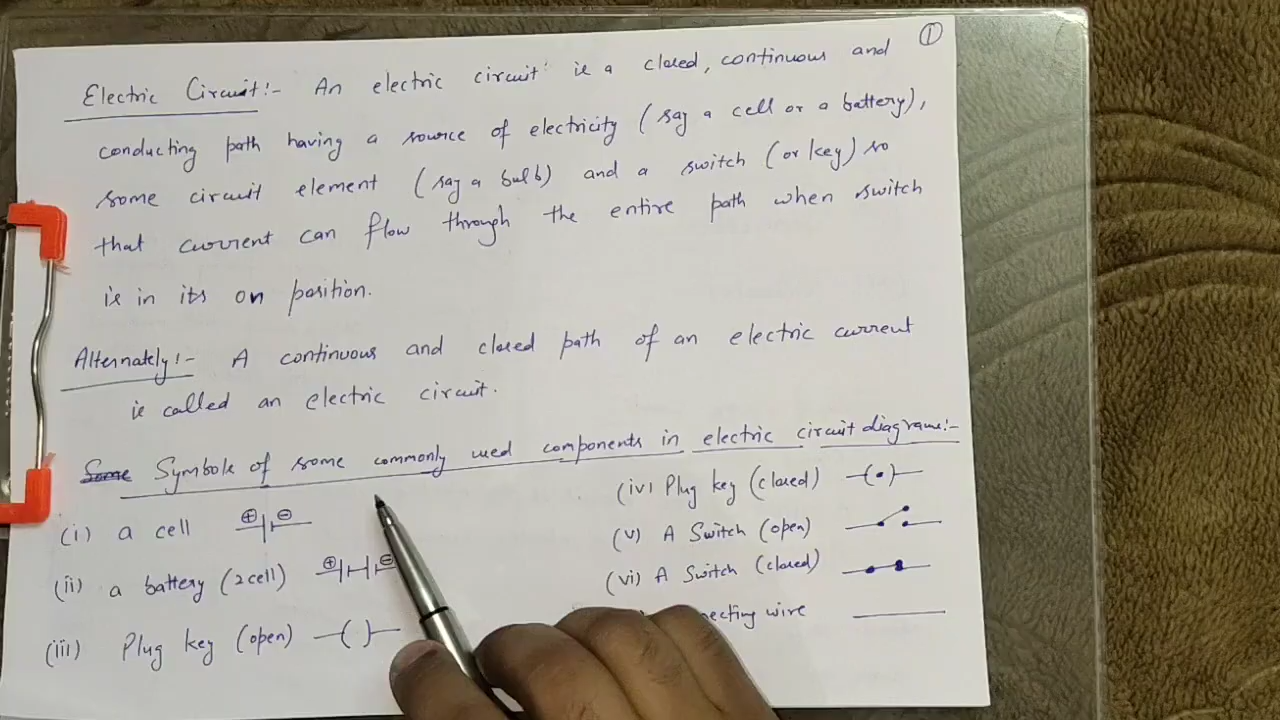 ①
Electric Circuit:- An electric circuit is a closed, continuous and
conducting path having a source of electricity (say a cell or a battery),
some circuit element (say a bulb) and a switch (or key) so
that current can flow through the entire path when switch
is in its on position.
Alternately:- A continuous and closed path of an electric current
is called an electric circuit.
Some Symbols of some commonly used components in electric circuit diagrams:-
(i) a cell ⊕ ⊖
(ii) a battery (2cell) ⊕ ⊖
(iii) Plug key (open)
(iv) Plug key (closed)
(v) A Switch (open)
(vi) A Switch (closed)
wire